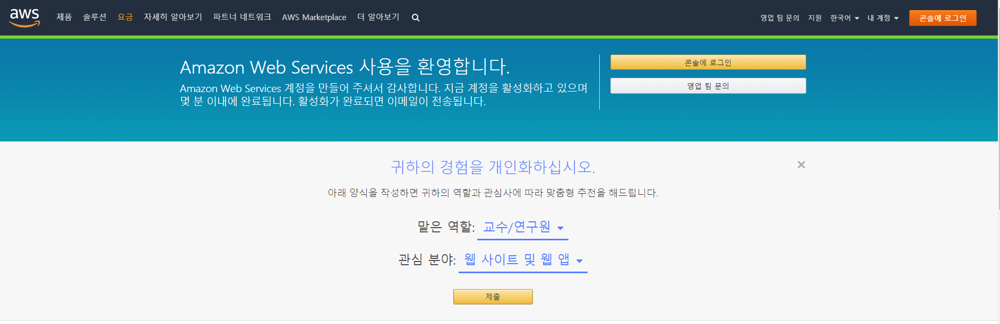 aws 제품 솔루션 요금 자세히 알아보기 파트너 네트워크 AWS Marketplace 더 알아보기 영업 팀 문의 지원 한국어 내 계정 콘솔에 로그인
Amazon Web Services 사용을 환영합니다.
Amazon Web Services 계정을 만들어 주셔서 감사합니다. 지금 계정을 활성화하고 있으며
몇 분 이내에 완료됩니다. 활성화가 완료되면 이메일이 전송됩니다.
콘솔에 로그인
영업 팀 문의
귀하의 경험을 개인화하십시오.
아래 양식을 작성하면 귀하의 역할과 관심사에 따라 맞춤형 추천을 해드립니다.
맡은 역할: 교수/연구원
관심 분야: 웹 사이트 및 웹 앱
제출